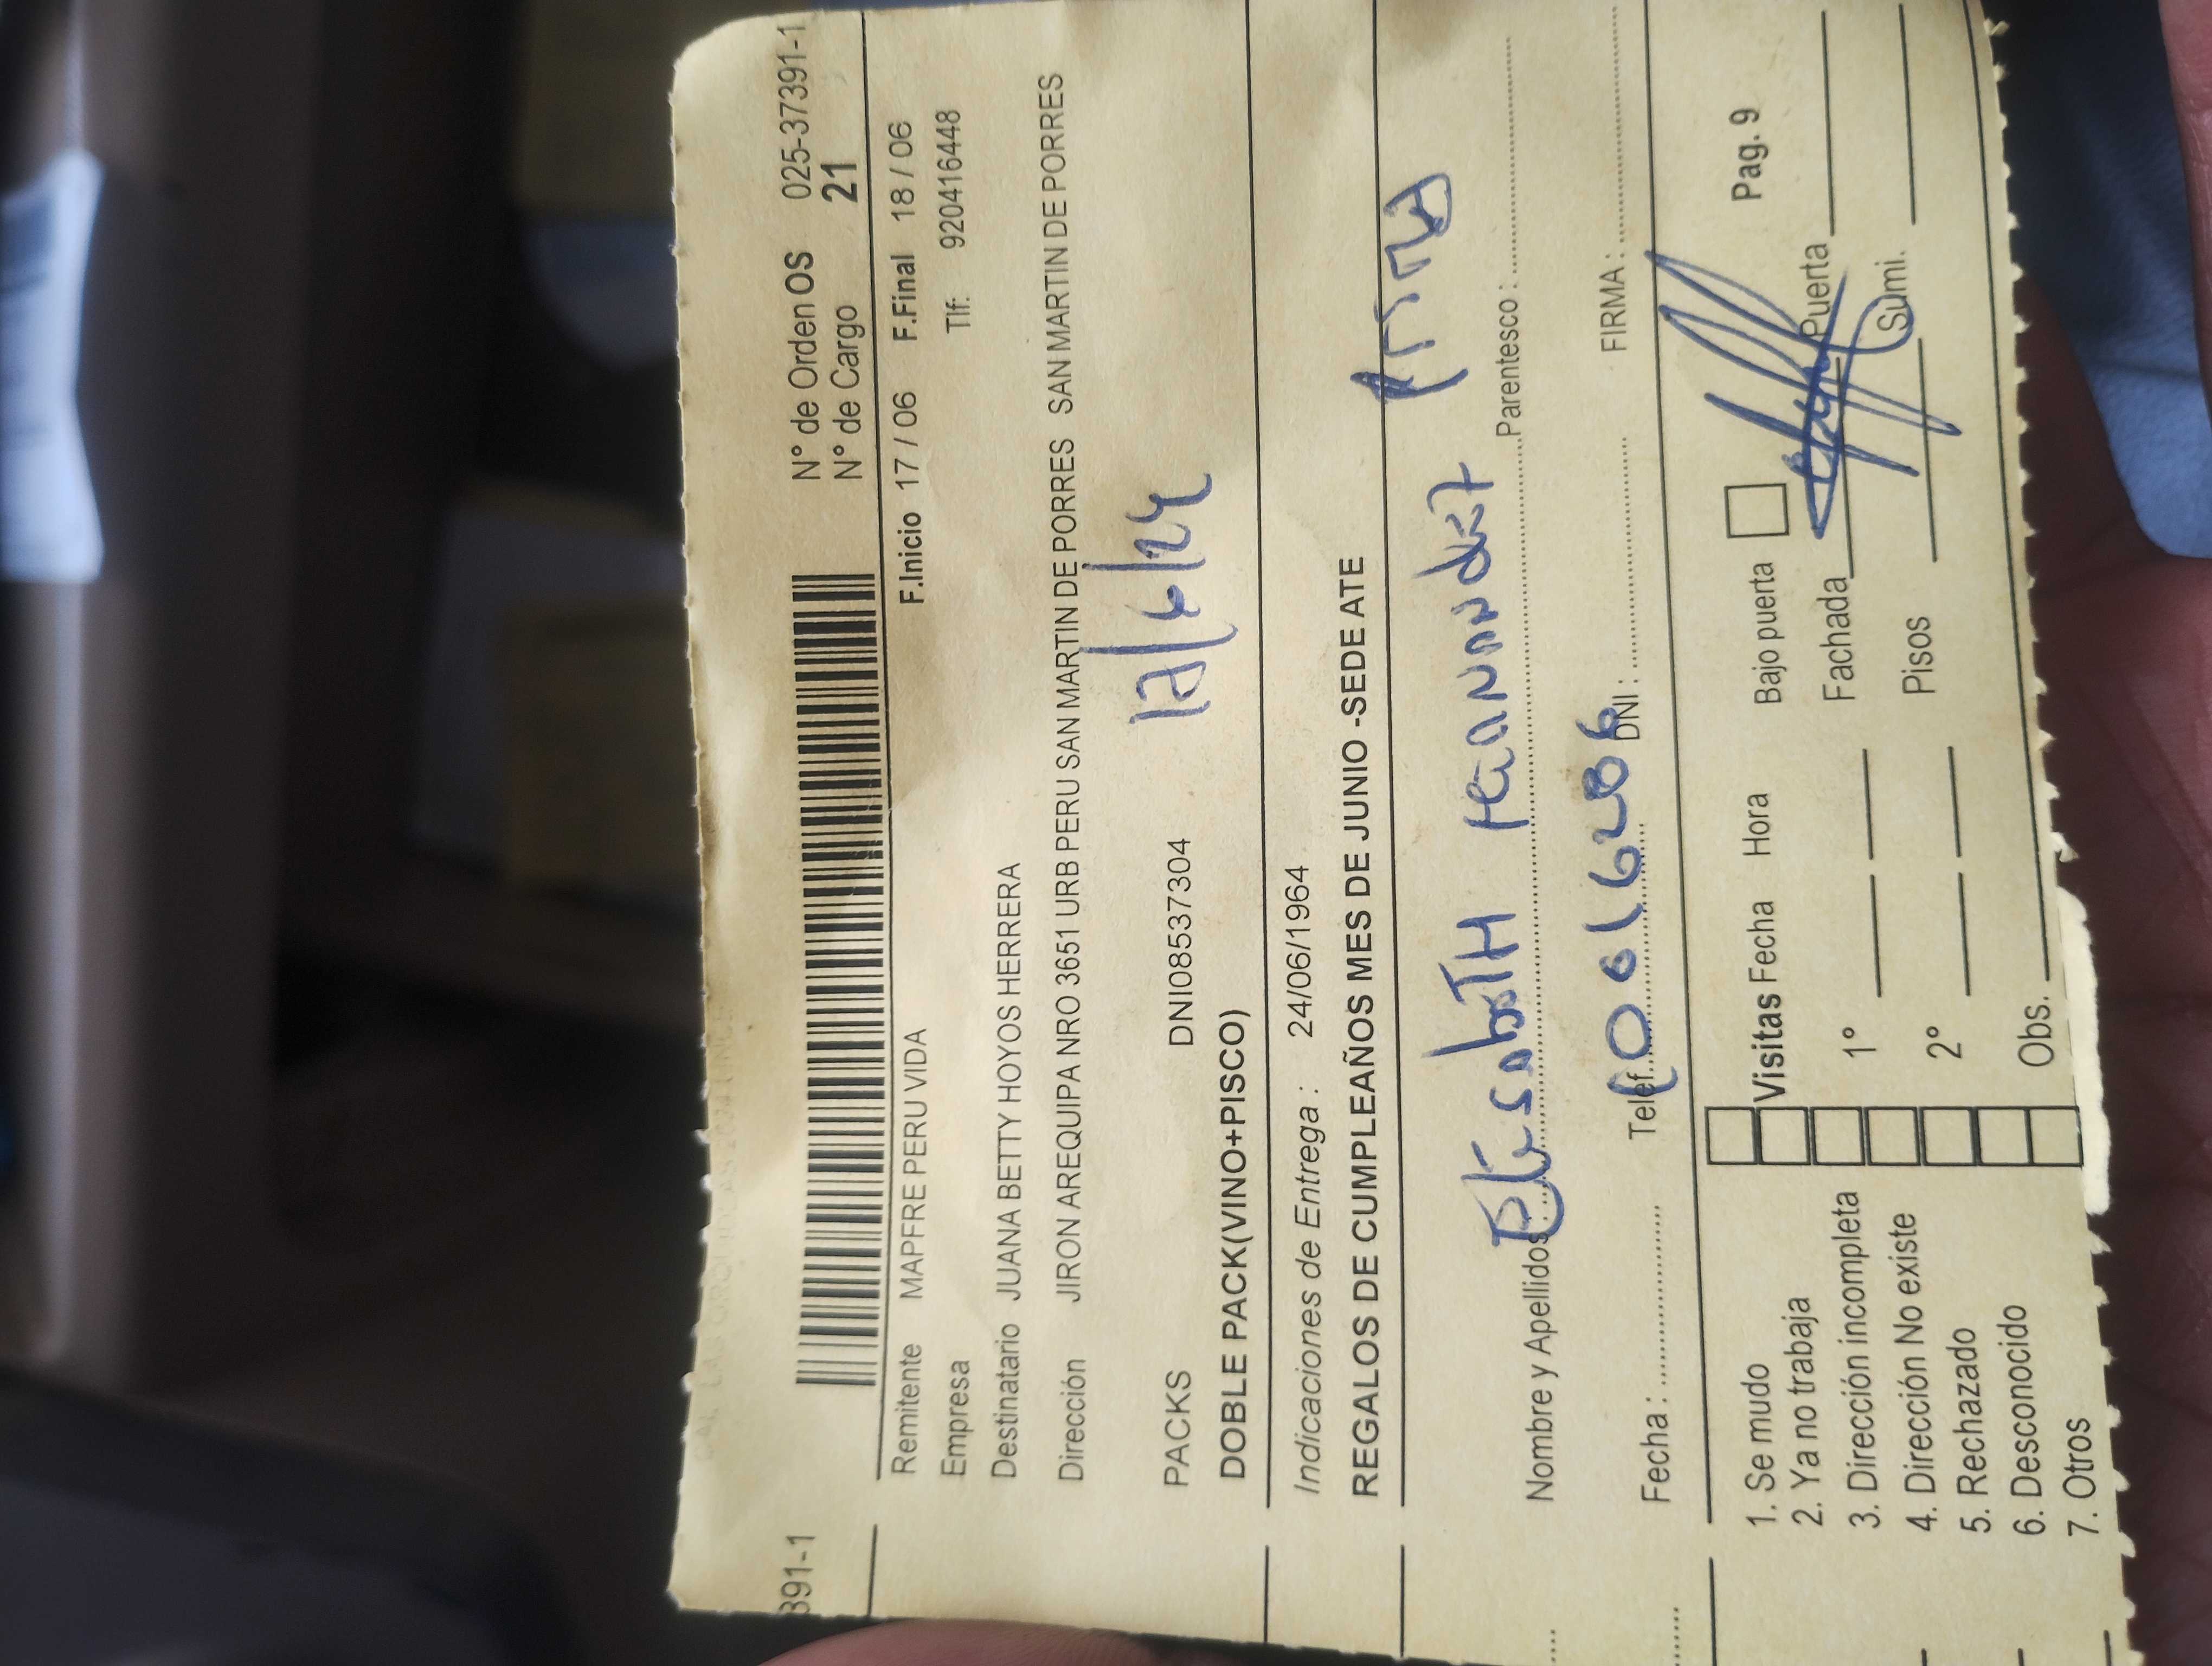 N° de Orden OS 025-37391-1
N° de Cargo 21
391-1
F.Inicio 17 / 06 F.Final 18 / 06
Remitente MAPFRE PERU VIDA
Tlf: 920416448
Empresa
Destinatario JUANA BETTY HOYOS HERRERA
Dirección JIRON AREQUIPA NRO 3651 URB PERU SAN MARTIN DE PORRES SAN MARTIN DE PORRES
17/6/24
PACKS DNI08537304
DOBLE PACK(VINO+PISCO)
Indicaciones de Entrega : 24/06/1964
REGALOS DE CUMPLEAÑOS MES DE JUNIO -SEDE ATE
Nombre y Apellidos Parentesco :
Fecha : Telef. DNI : FIRMA :
1. Se mudo
2. Ya no trabaja
3. Dirección incompleta
4. Dirección No existe
5. Rechazado
6. Desconocido
7. Otros
Visitas Fecha Hora Bajo puerta Pag. 9
1° Fachada Puerta
2° Pisos Sumi.
Obs.